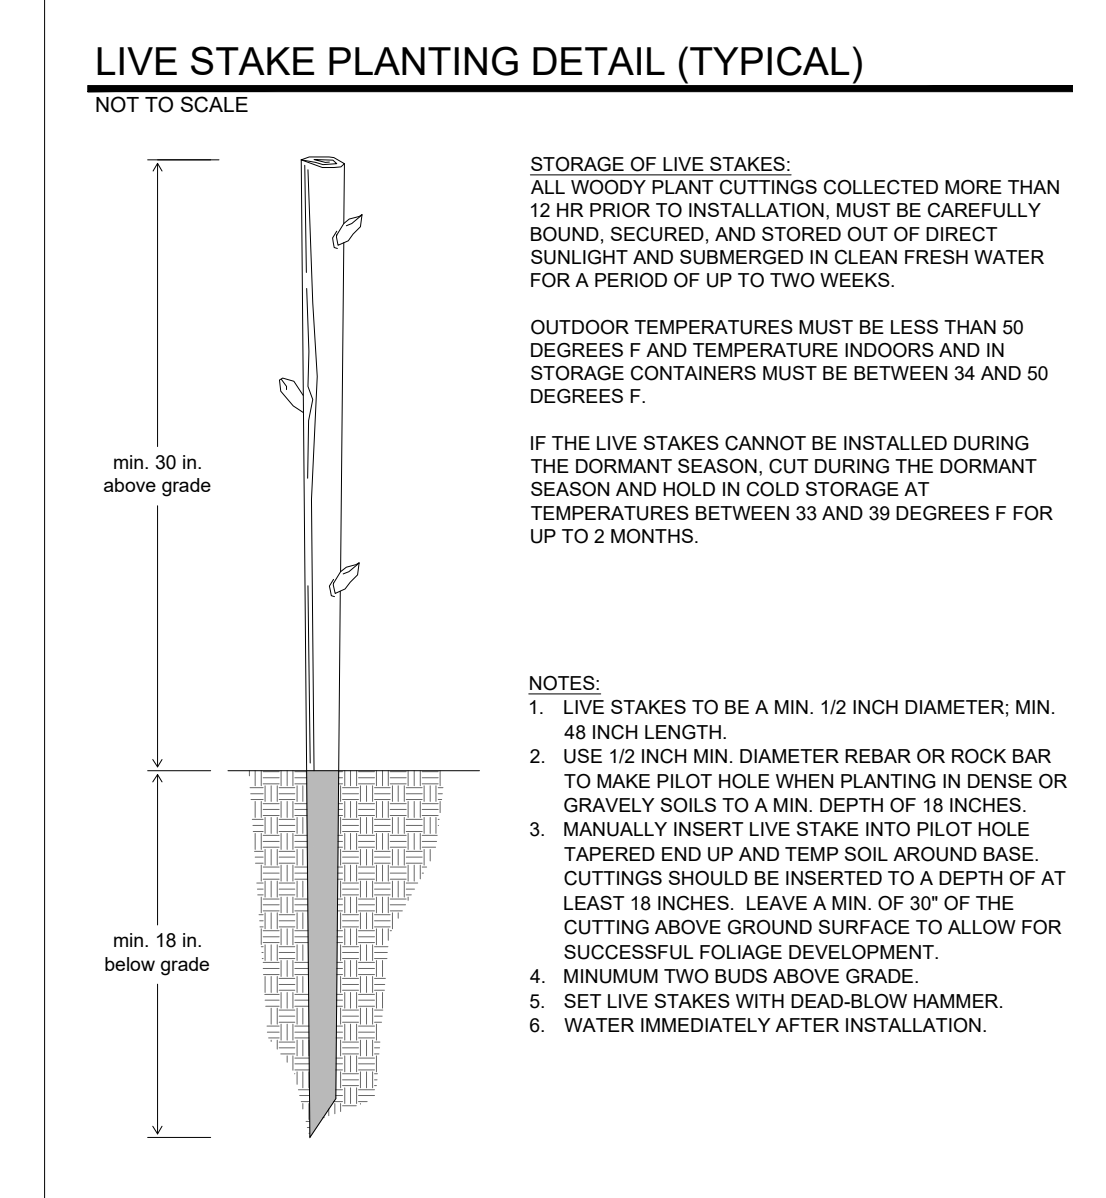 LIVE STAKE PLANTING DETAIL (TYPICAL)
NOT TO SCALE
min. 30 in.
above grade
min. 18 in.
below grade
STORAGE OF LIVE STAKES:
ALL WOODY PLANT CUTTINGS COLLECTED MORE THAN
12 HR PRIOR TO INSTALLATION, MUST BE CAREFULLY
BOUND, SECURED, AND STORED OUT OF DIRECT
SUNLIGHT AND SUBMERGED IN CLEAN FRESH WATER
FOR A PERIOD OF UP TO TWO WEEKS.
OUTDOOR TEMPERATURES MUST BE LESS THAN 50
DEGREES F AND TEMPERATURE INDOORS AND IN
STORAGE CONTAINERS MUST BE BETWEEN 34 AND 50
DEGREES F.
IF THE LIVE STAKES CANNOT BE INSTALLED DURING
THE DORMANT SEASON, CUT DURING THE DORMANT
SEASON AND HOLD IN COLD STORAGE AT
TEMPERATURES BETWEEN 33 AND 39 DEGREES F FOR
UP TO 2 MONTHS.
NOTES:
1. LIVE STAKES TO BE A MIN. 1/2 INCH DIAMETER; MIN.
48 INCH LENGTH.
2. USE 1/2 INCH MIN. DIAMETER REBAR OR ROCK BAR
TO MAKE PILOT HOLE WHEN PLANTING IN DENSE OR
GRAVELY SOILS TO A MIN. DEPTH OF 18 INCHES.
3. MANUALLY INSERT LIVE STAKE INTO PILOT HOLE
TAPERED END UP AND TEMP SOIL AROUND BASE.
CUTTINGS SHOULD BE INSERTED TO A DEPTH OF AT
LEAST 18 INCHES. LEAVE A MIN. OF 30" OF THE
CUTTING ABOVE GROUND SURFACE TO ALLOW FOR
SUCCESSFUL FOLIAGE DEVELOPMENT.
4. MINUMUM TWO BUDS ABOVE GRADE.
5. SET LIVE STAKES WITH DEAD-BLOW HAMMER.
6. WATER IMMEDIATELY AFTER INSTALLATION.